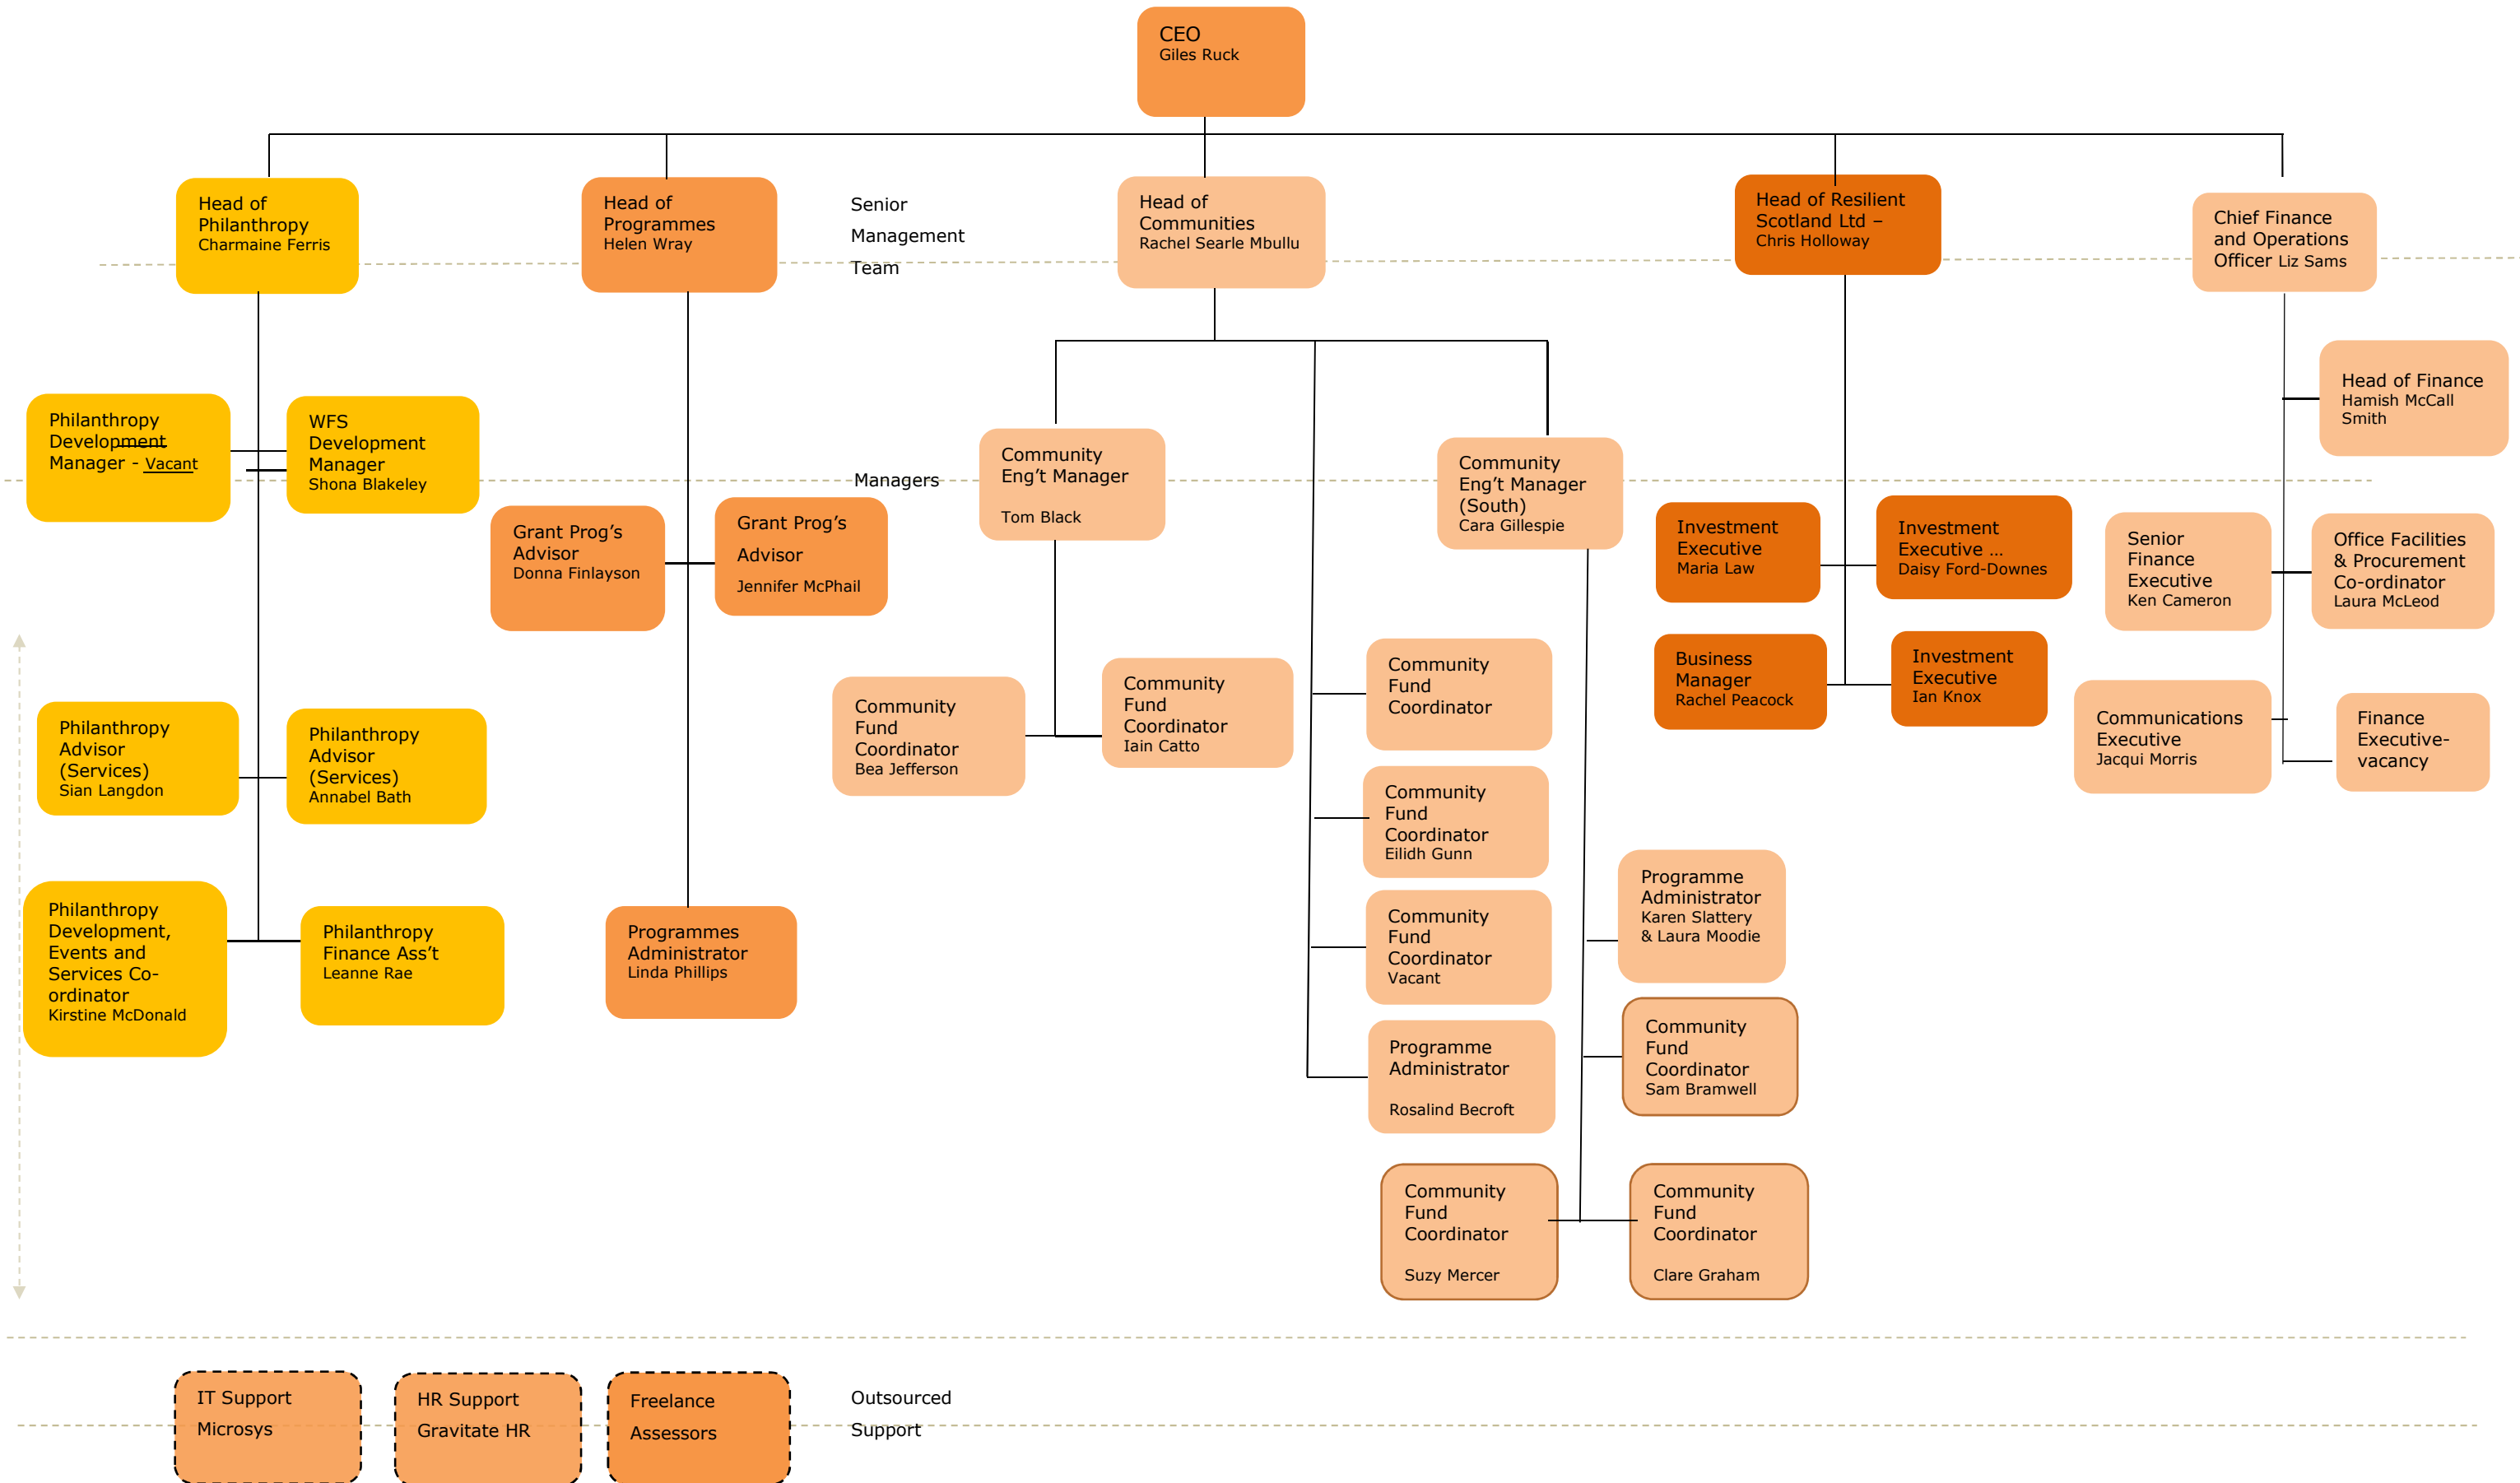 CEO
Giles Ruck
Head of
Philanthropy
Charmaine Ferris
Head of
Programmes
Helen Wray
Senior
Management
Team
Head of
Communities
Rachel Searle Mbullu
Head of Resilient
Scotland Ltd –
Chris Holloway
Chief Finance
and Operations
Officer Liz Sams
Head of Finance
Hamish McCall
Smith
Philanthropy
Development
Manager - Vacant
WFS
Development
Manager
Shona Blakeley
Managers
Community
Eng't Manager
Tom Black
Community
Eng't Manager
(South)
Cara Gillespie
Grant Prog's
Advisor
Donna Finlayson
Grant Prog's
Advisor
Jennifer McPhail
Investment
Executive
Maria Law
Investment
Executive ...
Daisy Ford-Downes
Senior
Finance
Executive
Ken Cameron
Office Facilities
& Procurement
Co-ordinator
Laura McLeod
Business
Manager
Rachel Peacock
Investment
Executive
Ian Knox
Communications
Executive
Jacqui Morris
Finance
Executive-
vacancy
Philanthropy
Advisor
(Services)
Sian Langdon
Philanthropy
Advisor
(Services)
Annabel Bath
Community
Fund
Coordinator
Bea Jefferson
Community
Fund
Coordinator
Iain Catto
Community
Fund
Coordinator
Community
Fund
Coordinator
Eilidh Gunn
Community
Fund
Coordinator
Vacant
Programme
Administrator
Rosalind Becroft
Programme
Administrator
Karen Slattery
& Laura Moodie
Community
Fund
Coordinator
Sam Bramwell
Philanthropy
Development,
Events and
Services Co-
ordinator
Kirstine McDonald
Philanthropy
Finance Ass't
Leanne Rae
Programmes
Administrator
Linda Phillips
Community
Fund
Coordinator
Suzy Mercer
Community
Fund
Coordinator
Clare Graham
IT Support
Microsys
HR Support
Gravitate HR
Freelance
Assessors
Outsourced
Support